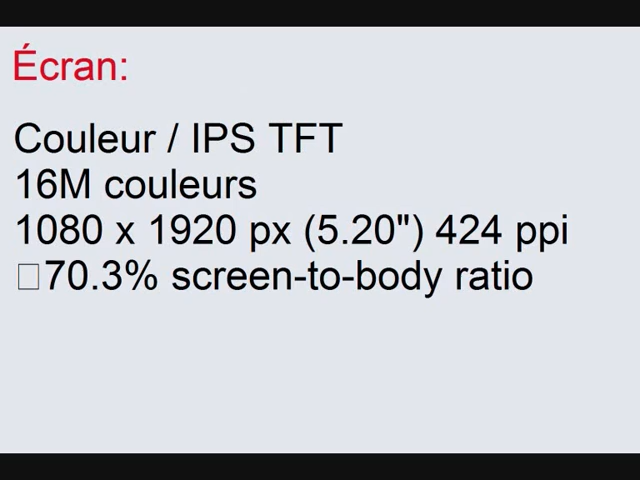 Écran:
Couleur / IPS TFT
16M couleurs
1080 x 1920 px (5.20") 424 ppi
□70.3% screen-to-body ratio